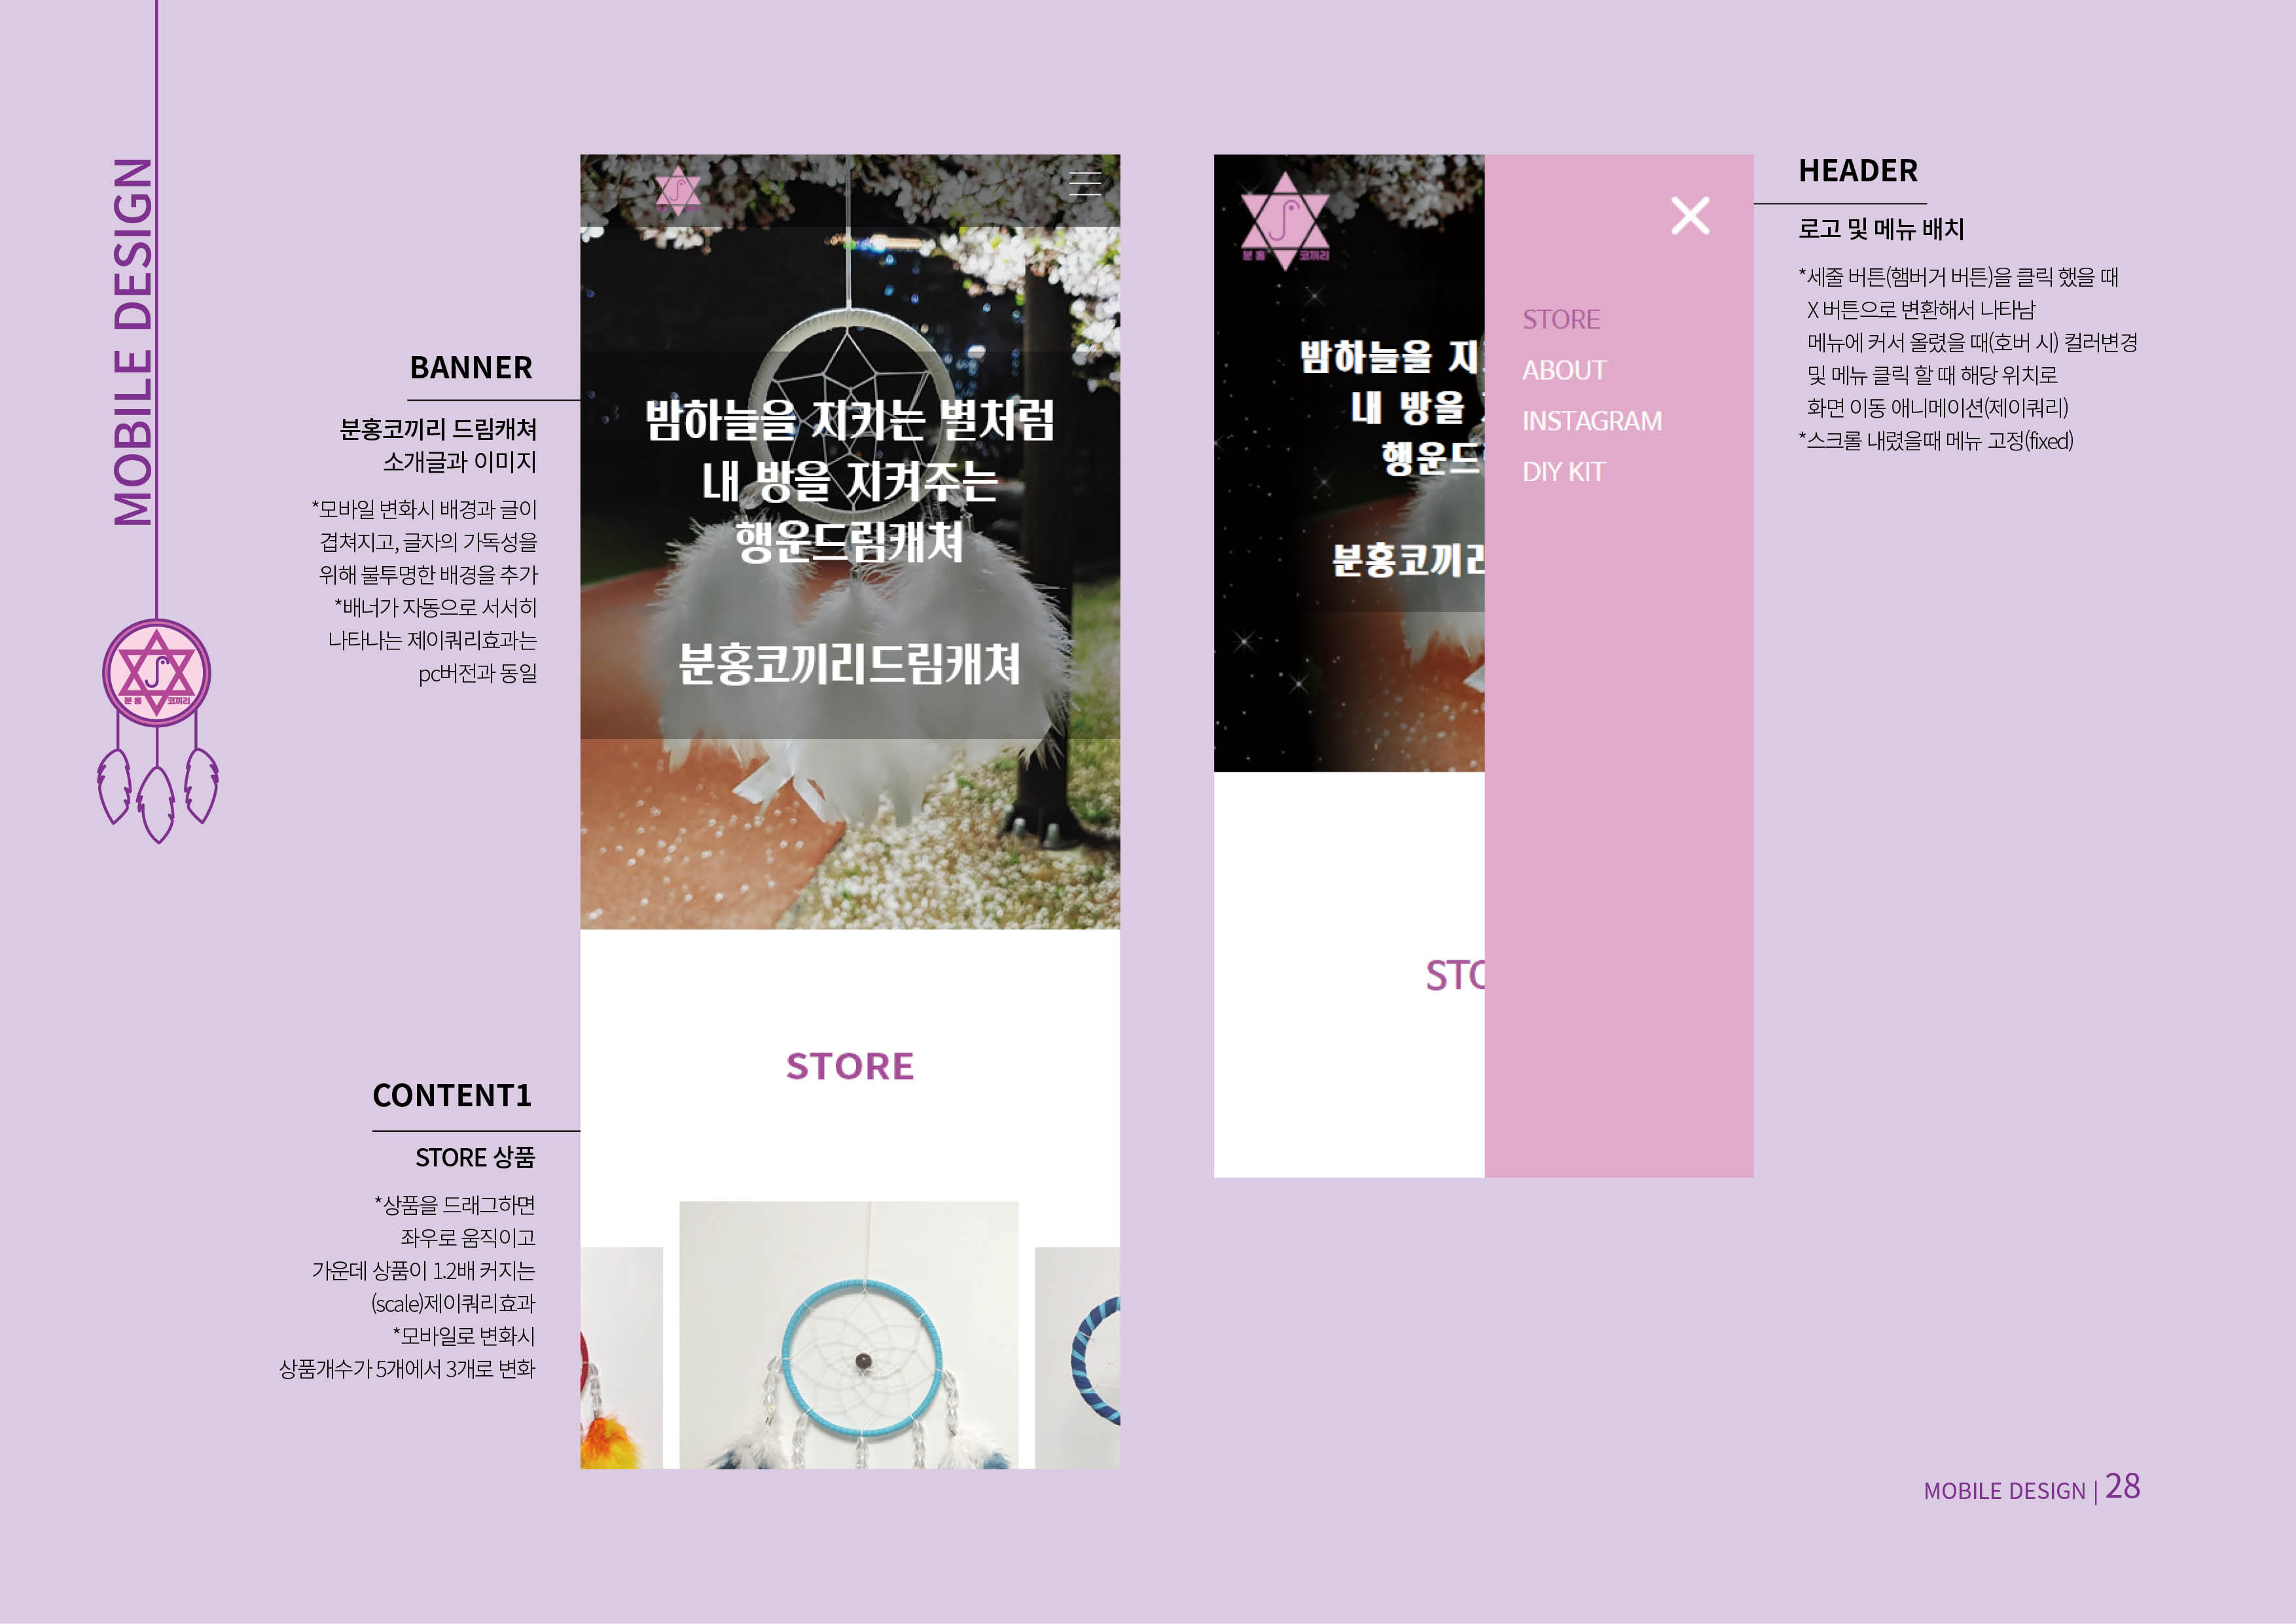 MOBILE DESIGN
분홍 코끼리
BANNER
분홍코끼리 드림캐쳐
소개글과 이미지
*모바일 변화시 배경과 글이
겹쳐지고, 글자의 가독성을
위해 불투명한 배경을 추가
*배너가 자동으로 서서히
나타나는 제이쿼리효과는
pc버전과 동일
CONTENT1
STORE 상품
*상품을 드래그하면
좌우로 움직이고
가운데 상품이 1.2배 커지는
(scale)제이쿼리효과
*모바일로 변화시
상품개수가 5개에서 3개로 변화
밤하늘을 지키는 별처럼
내 방을 지켜주는
행운드림캐쳐
분홍코끼리드림캐쳐
STORE
분홍 코끼리
밤하늘을 지
내 방을
행운드
분홍코끼리
STO
STORE
ABOUT
INSTAGRAM
DIY KIT
HEADER
로고 및 메뉴 배치
*세줄 버튼(햄버거 버튼)을 클릭 했을 때
X 버튼으로 변환해서 나타남
메뉴에 커서 올렸을 때(호버 시) 컬러변경
및 메뉴 클릭 할 때 해당 위치로
화면 이동 애니메이션(제이쿼리)
*스크롤 내렸을때 메뉴 고정(fixed)
MOBILE DESIGN | 28